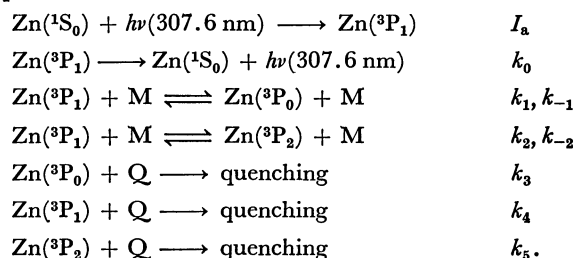 Zn(¹S₀) + hν(307.6 nm) ⟶ Zn(³P₁) Iₐ
Zn(³P₁) ⟶ Zn(¹S₀) + hν(307.6 nm) k₀
Zn(³P₁) + M ⇌ Zn(³P₀) + M k₁, k₋₁
Zn(³P₁) + M ⇌ Zn(³P₂) + M k₂, k₋₂
Zn(³P₀) + Q ⟶ quenching k₃
Zn(³P₁) + Q ⟶ quenching k₄
Zn(³P₂) + Q ⟶ quenching k₅.